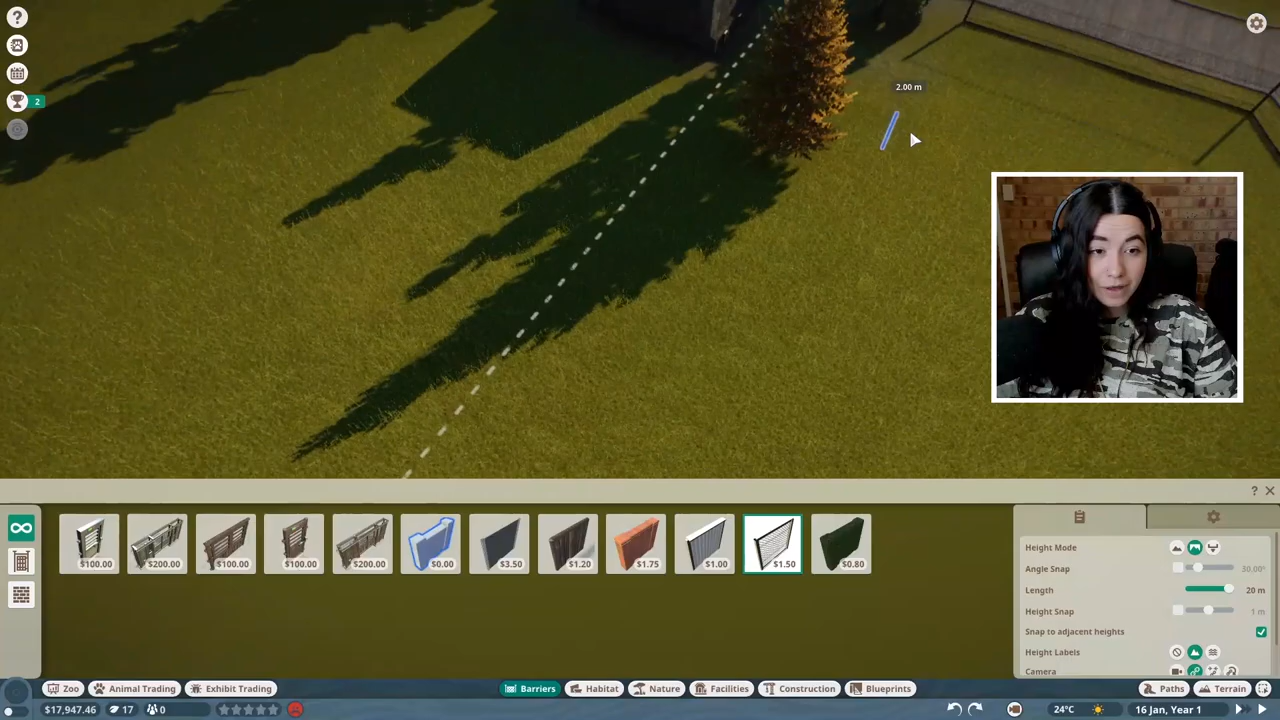 ?
2
2.00 m
?
$100.00
$200.00
$100.00
$100.00
$200.00
$0.00
$3.50
$1.20
$1.75
$1.00
$1.50
$0.80
Height Mode
Angle Snap
30.00°
Length
20 m
Height Snap
1 m
Snap to adjacent heights
Height Labels
Camera
Zoo
Animal Trading
Exhibit Trading
Barriers
Habitat
Nature
Facilities
Construction
Blueprints
Paths
Terrain
$17,947.46
17
0
24°C
16 Jan, Year 1